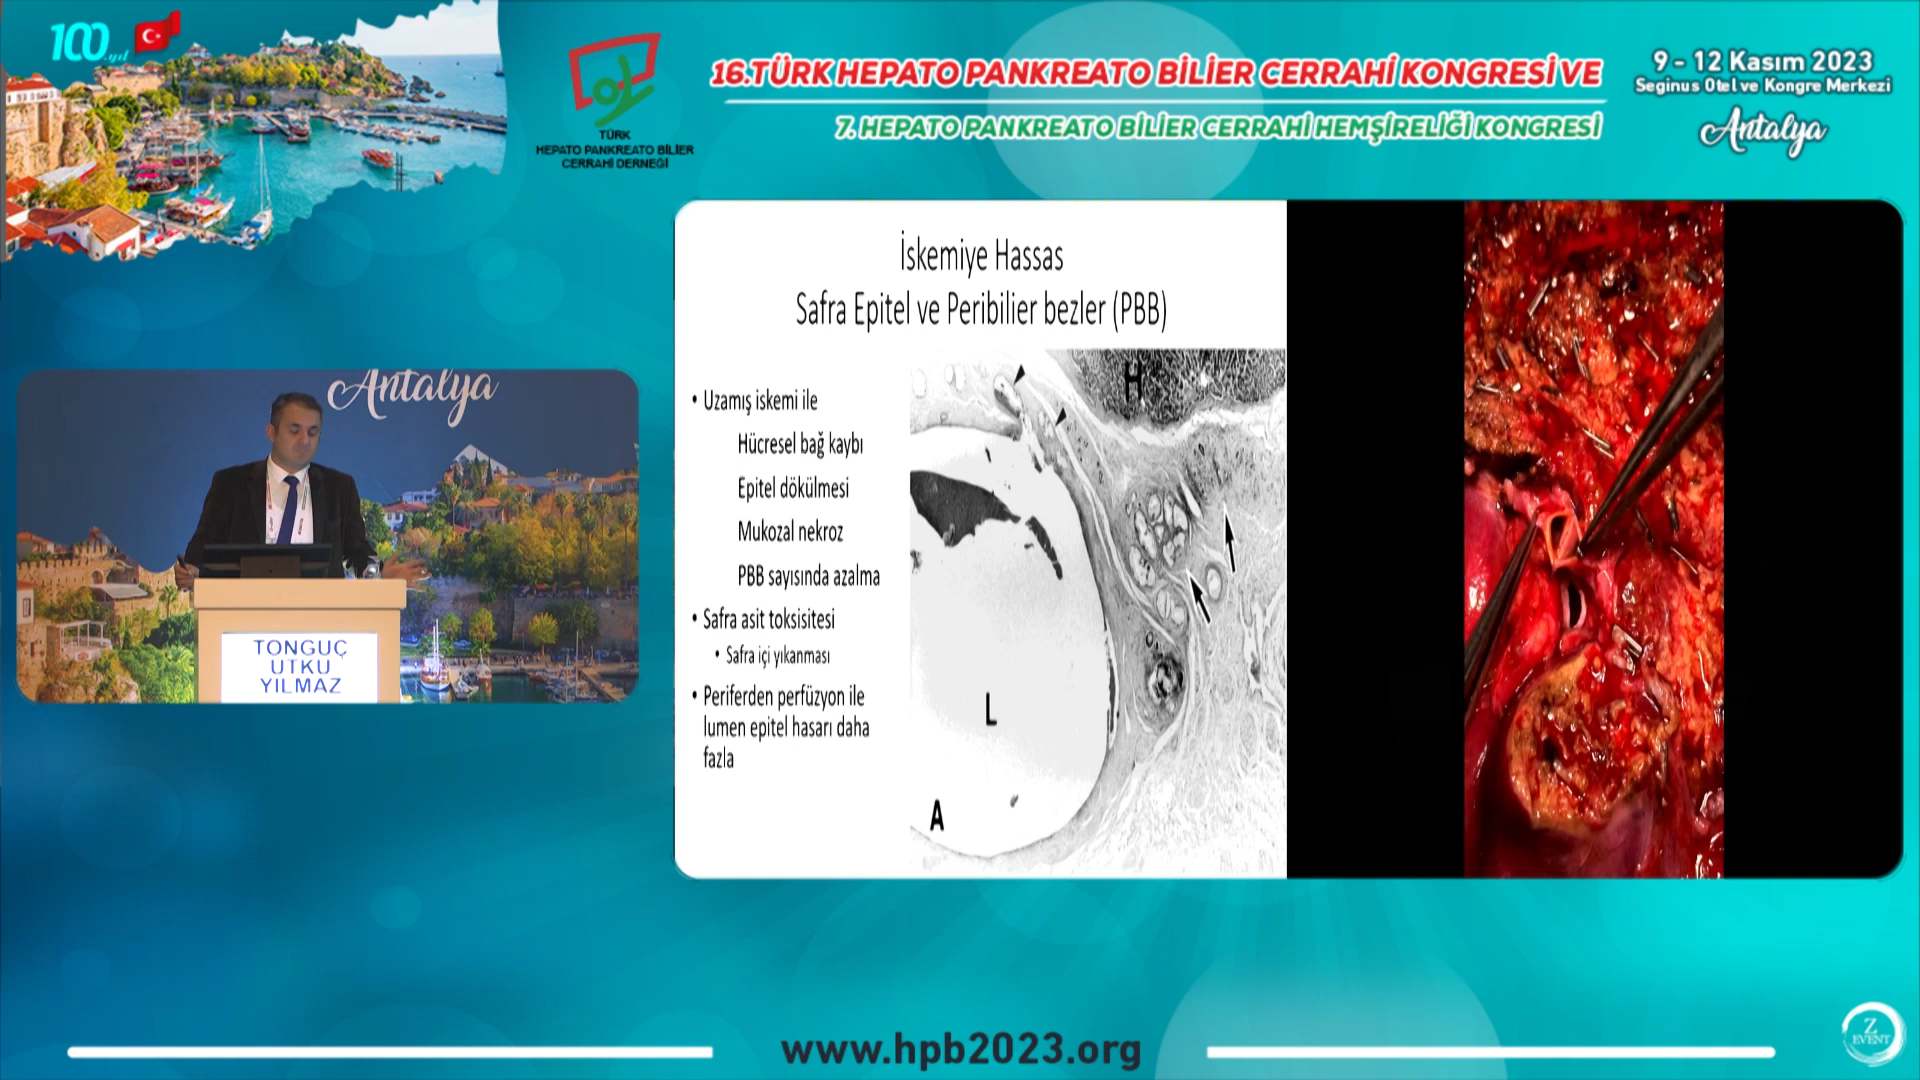 100.yıl
TÜRK
HEPATO PANKREATO BİLİER
CERRAHİ DERNEĞİ
16.TÜRK HEPATO PANKREATO BİLİER CERRAHİ KONGRESİ VE
7. HEPATO PANKREATO BİLİER CERRAHİ HEMŞİRELİĞİ KONGRESİ
9 - 12 Kasım 2023
Seginus Otel ve Kongre Merkezi
Antalya
Antalya
TONGUÇ
UTKU
YILMAZ
İskemiye Hassas
Safra Epitel ve Peribilier bezler (PBB)
• Uzamış iskemi ile
Hücresel bağ kaybı
Epitel dökülmesi
Mukozal nekroz
PBB sayısında azalma
• Safra asit toksisitesi
• Safra içi yıkanması
• Periferden perfüzyon ile
lumen epitel hasarı daha
fazla
H
L
A
www.hpb2023.org
Z
EVENT